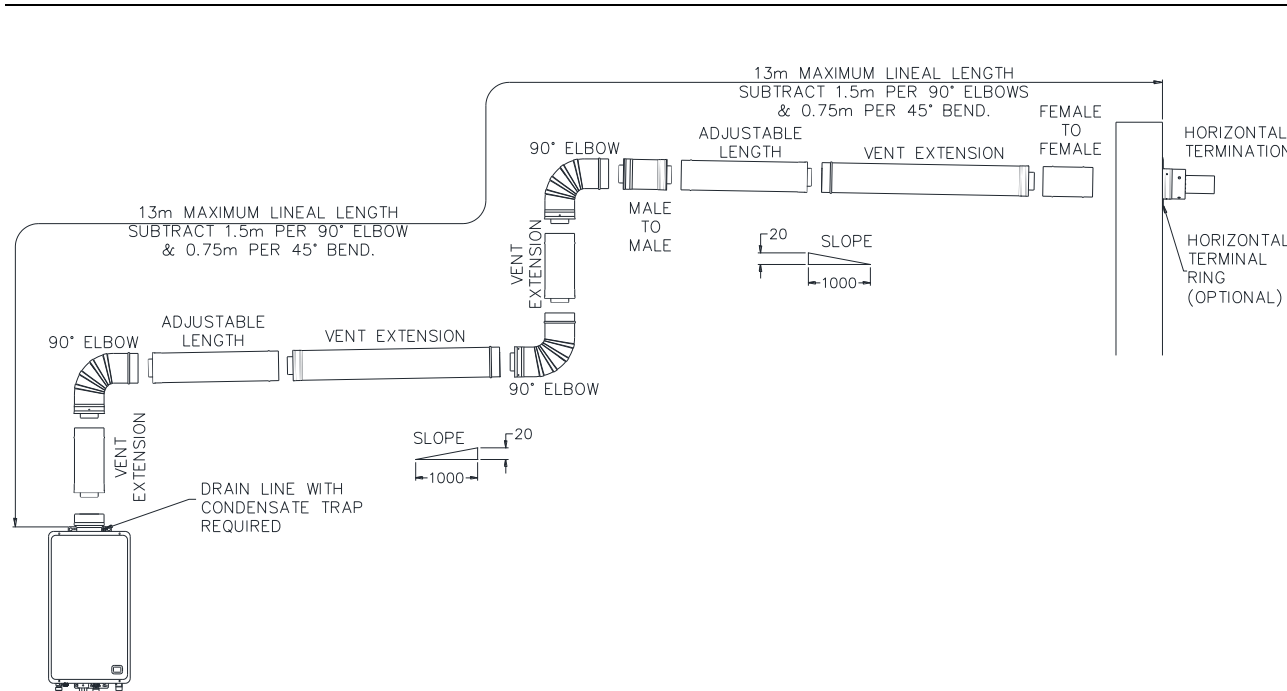 13m MAXIMUM LINEAL LENGTH
SUBTRACT 1.5m PER 90° ELBOWS
& 0.75m PER 45° BEND.
FEMALE
TO
FEMALE
HORIZONTAL
TERMINATION
90° ELBOW
ADJUSTABLE
LENGTH
VENT EXTENSION
MALE
TO
MALE
20
SLOPE
1000
HORIZONTAL
TERMINAL
RING
(OPTIONAL)
13m MAXIMUM LINEAL LENGTH
SUBTRACT 1.5m PER 90° ELBOW
& 0.75m PER 45° BEND.
VENT
EXTENSION
90° ELBOW
ADJUSTABLE
LENGTH
VENT EXTENSION
90° ELBOW
VENT
EXTENSION
SLOPE
20
1000
DRAIN LINE WITH
CONDENSATE TRAP
REQUIRED